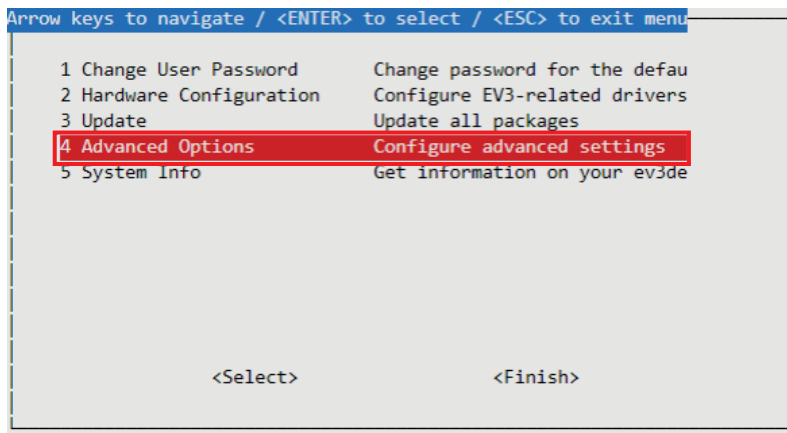 Arrow keys to navigate / <ENTER> to select / <ESC> to exit menu
1 Change User Password Change password for the defau
2 Hardware Configuration Configure EV3-related drivers
3 Update Update all packages
4 Advanced Options Configure advanced settings
5 System Info Get information on your ev3de
<Select> <Finish>